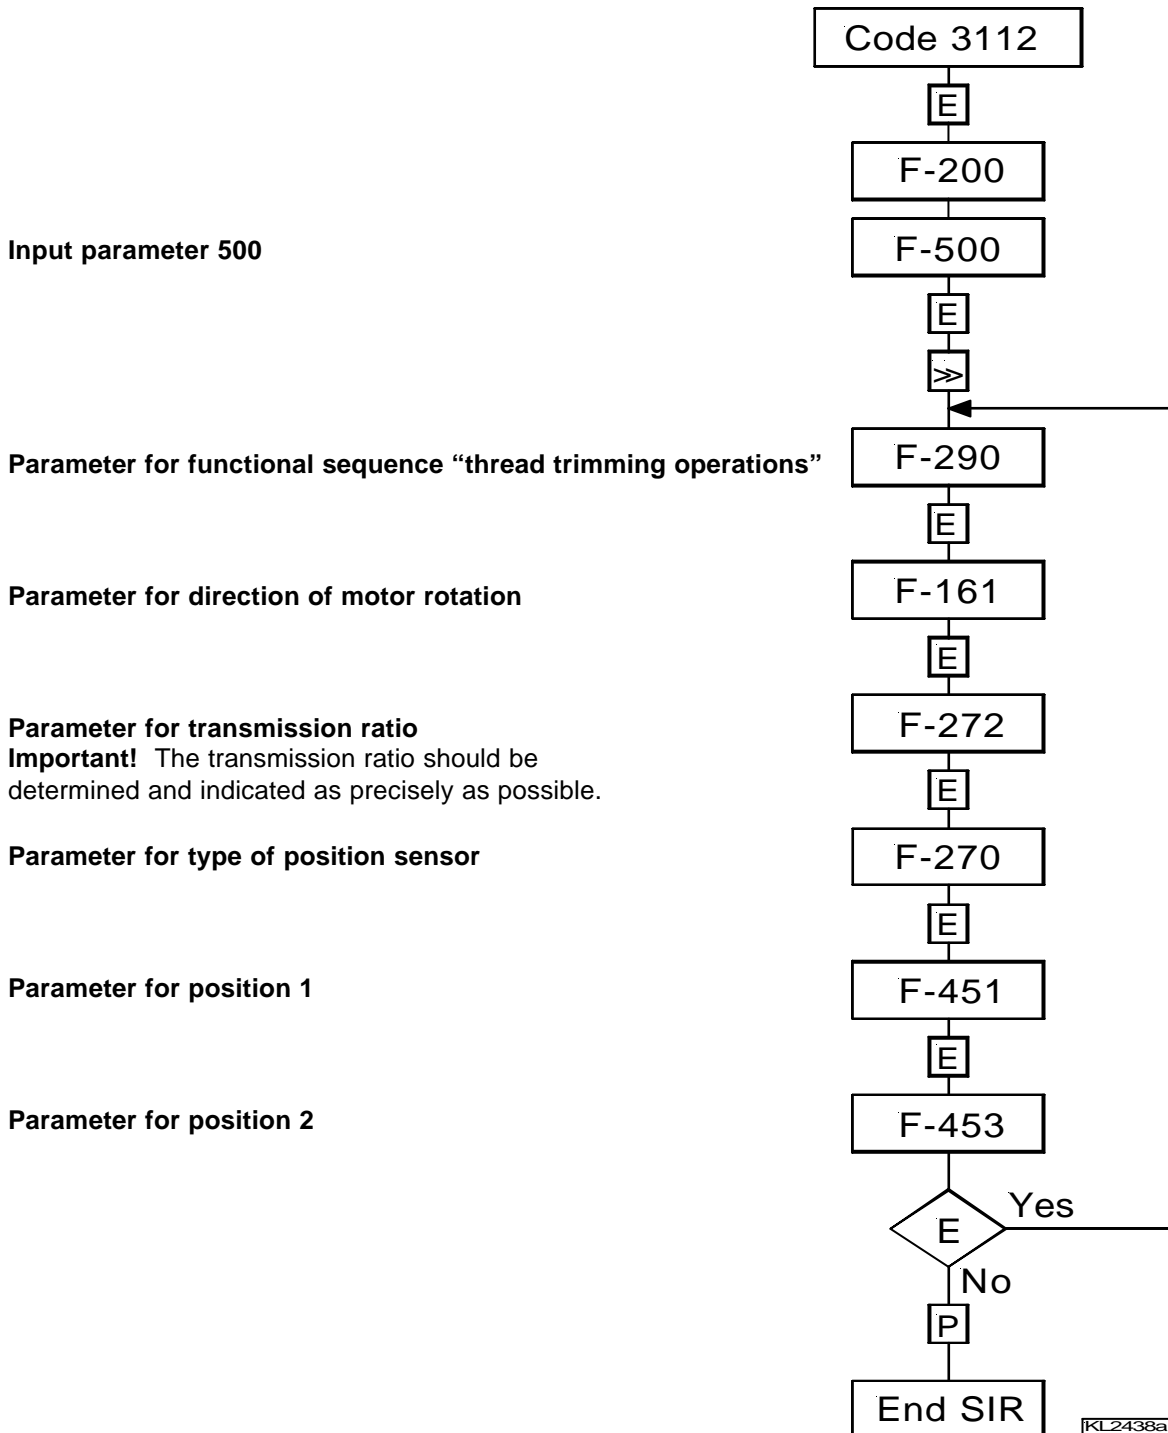 Code 3112
E
F-200
Input parameter 500
F-500
E
≫
Parameter for functional sequence “thread trimming operations”
F-290
E
Parameter for direction of motor rotation
F-161
E
Parameter for transmission ratio
F-272
Important! The transmission ratio should be
determined and indicated as precisely as possible.
E
Parameter for type of position sensor
F-270
E
Parameter for position 1
F-451
E
Parameter for position 2
F-453
Yes
E
No
P
End SIR
KL2438a